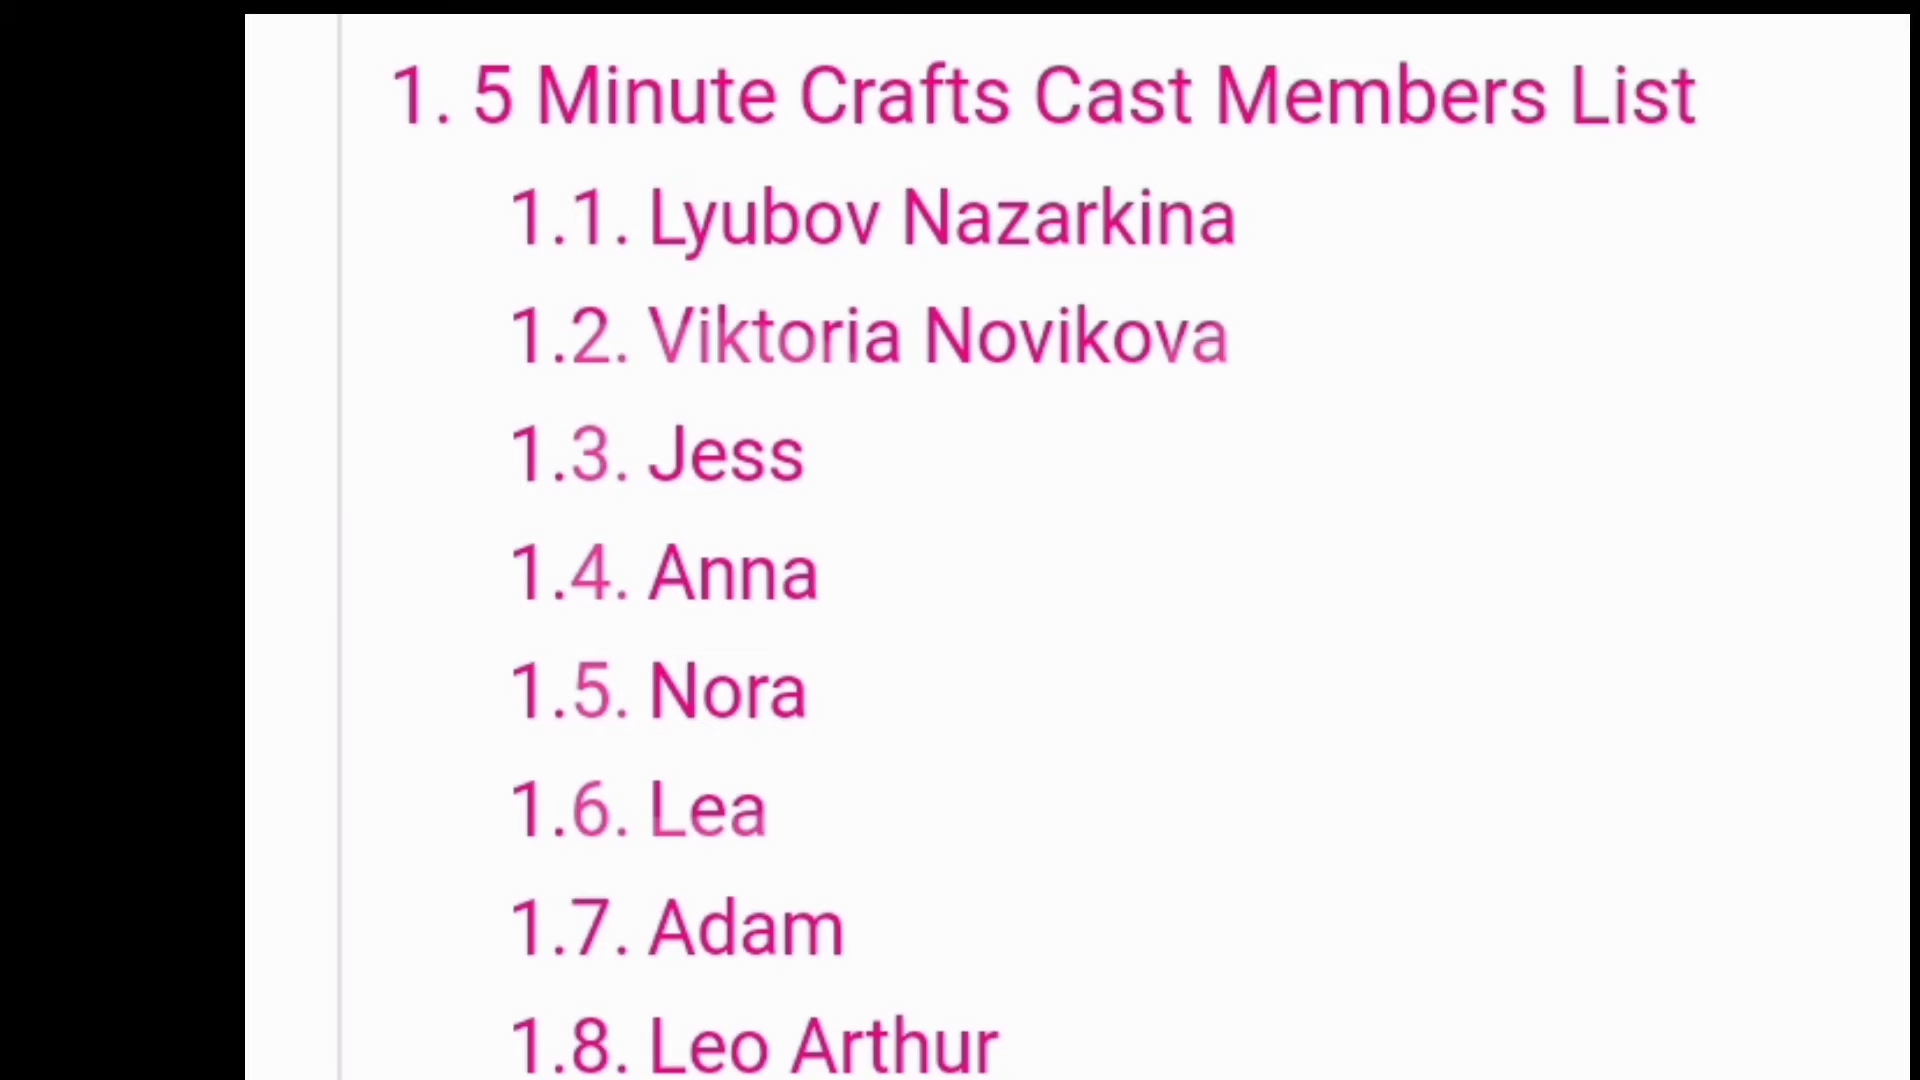 1. 5 Minute Crafts Cast Members List
1.1. Lyubov Nazarkina
1.2. Viktoria Novikova
1.3. Jess
1.4. Anna
1.5. Nora
1.6. Lea
1.7. Adam
1.8. Leo Arthur